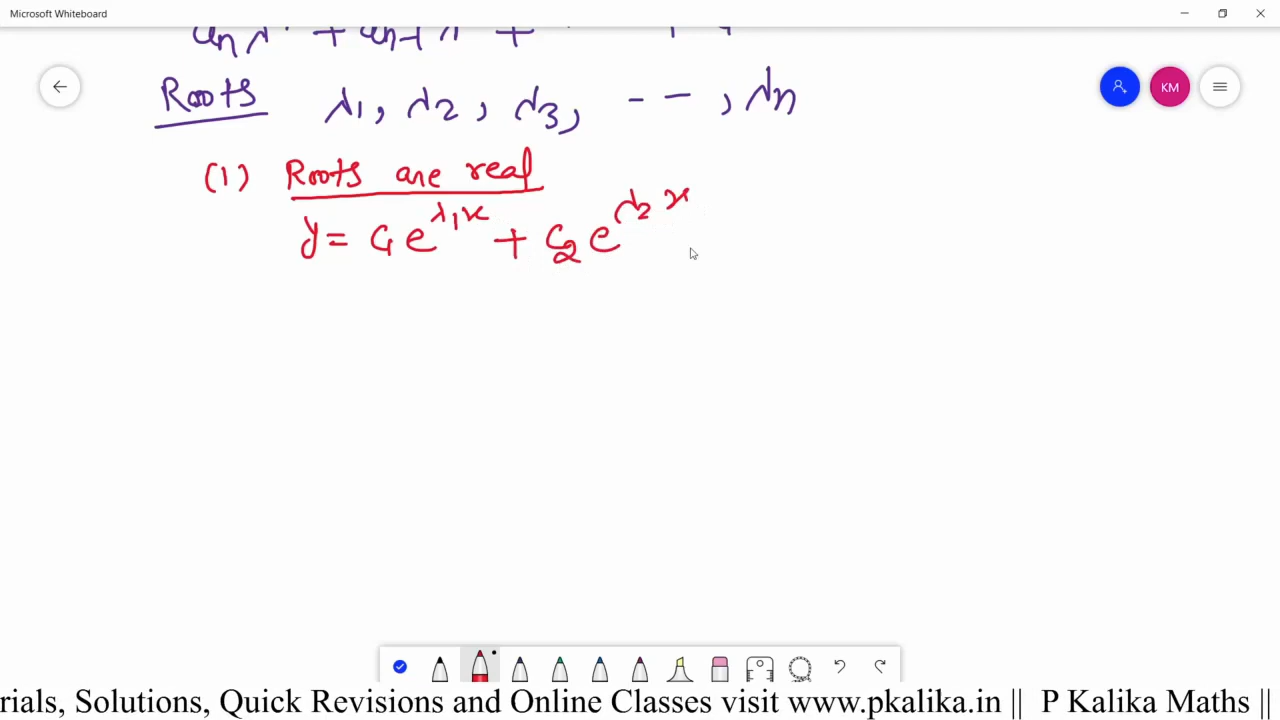 Microsoft Whiteboard
Roots λ1, λ2, λ3, - - , λn
KM
(1) Roots are real
y = c1 e^λ1x + c2 e^λ2 x
rials, Solutions, Quick Revisions and Online Classes visit www.pkalika.in || P Kalika Maths ||